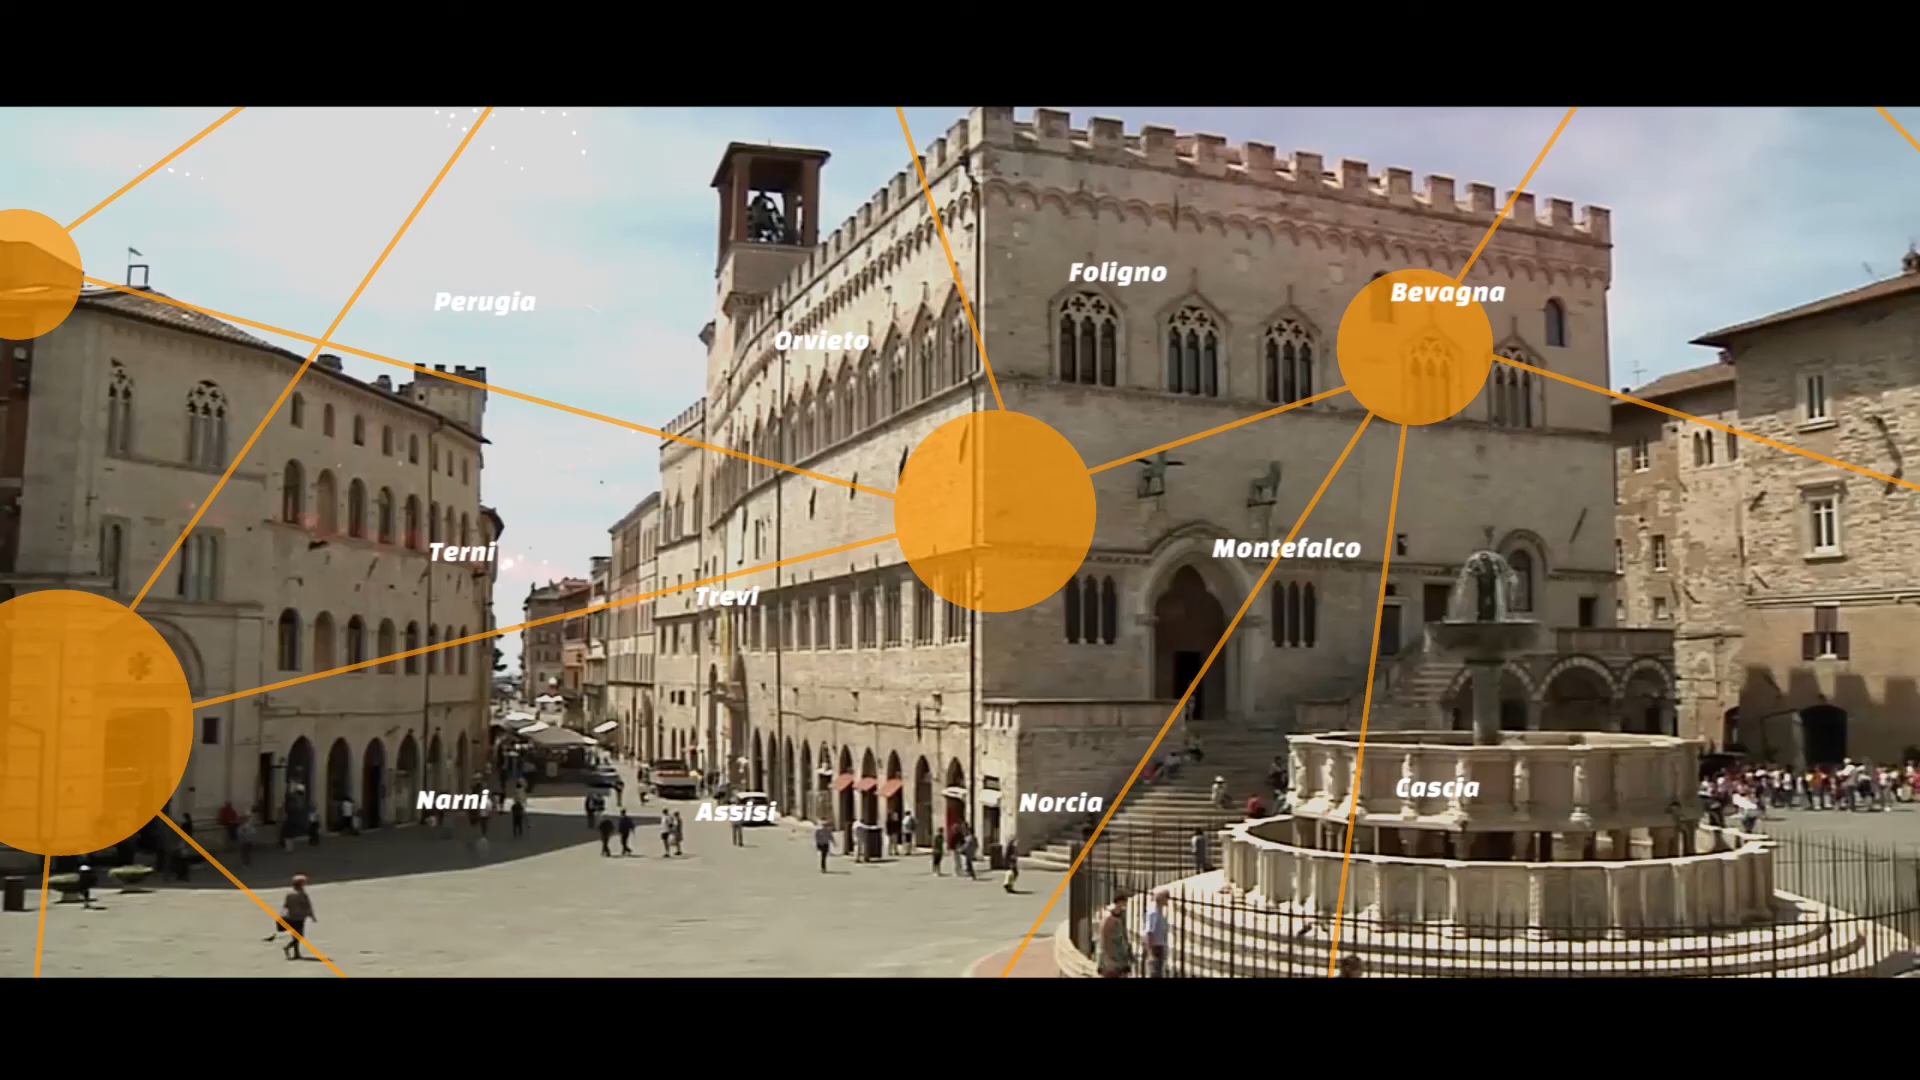 Foligno
Bevagna
Perugia
Orvieto
Montefalco
Terni
Trevi
Cascia
Narni
Assisi
Norcia